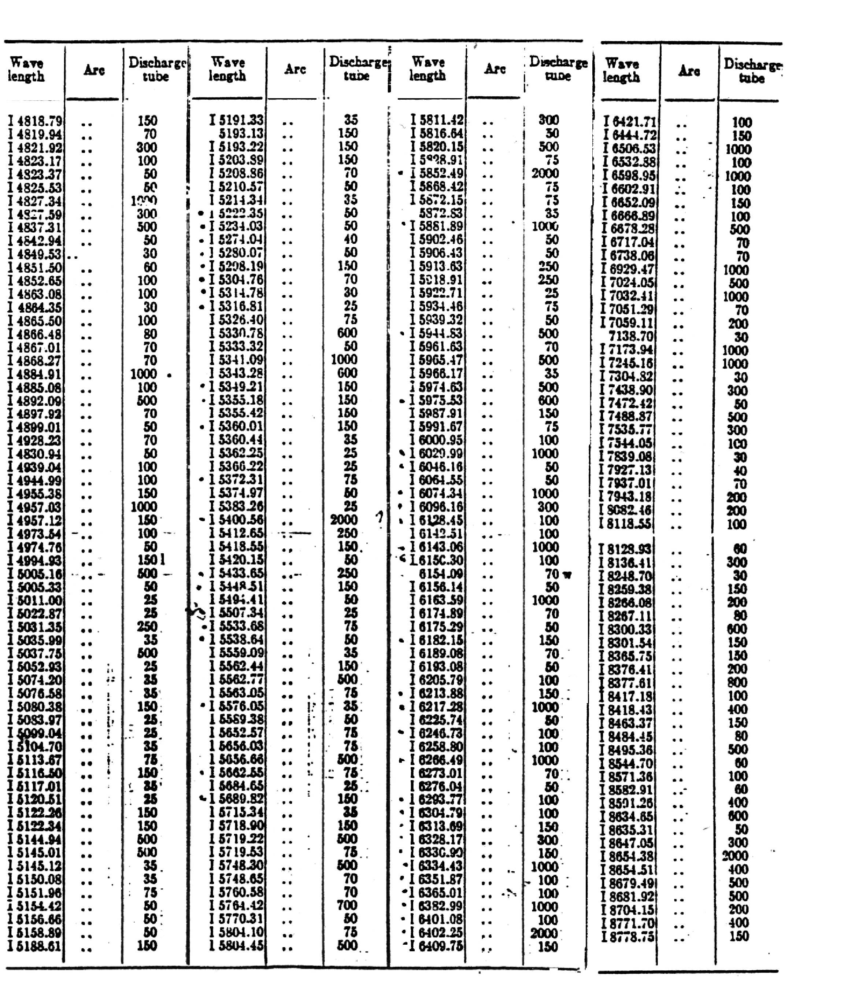 Wave length Arc Discharge tube
I 4818.79 .. 150
I 4819.94 .. 70
I 4821.92 .. 300
I 4823.17 .. 100
I 4823.37 .. 50
I 4825.53 .. 50
I 4827.34 .. 1000
I 4827.59 .. 300
I 4837.31 .. 500
I 4842.94 .. 50
I 4849.53 .. 30
I 4851.50 .. 60
I 4852.65 .. 100
I 4863.08 .. 100
I 4864.35 .. 30
I 4865.50 .. 100
I 4866.48 .. 80
I 4867.01 .. 70
I 4868.27 .. 70
I 4884.91 .. 1000
I 4885.08 .. 100
I 4892.09 .. 500
I 4897.92 .. 70
I 4899.01 .. 50
I 4928.23 .. 70
I 4830.94 .. 50
I 4939.04 .. 100
I 4944.99 .. 100
I 4955.38 .. 150
I 4957.03 .. 1000
I 4957.12 .. 150
I 4973.54 .. 100
I 4974.76 .. 50
I 4994.93 .. 150
I 5005.16 .. 500
I 5005.33 .. 50
I 5011.00 .. 25
I 5022.87 .. 25
I 5031.35 .. 250
I 5035.99 .. 35
I 5037.75 .. 500
I 5052.93 .. 25
I 5074.20 .. 35
I 5076.58 .. 35
I 5080.38 .. 150
I 5083.97 .. 25
I 5099.04 .. 25
I 5104.70 .. 35
I 5113.67 .. 75
I 5116.50 .. 150
I 5117.01 .. 35
I 5120.51 .. 25
I 5122.26 .. 150
I 5122.34 .. 150
I 5144.94 .. 500
I 5145.01 .. 500
I 5145.12 .. 35
I 5150.08 .. 35
I 5151.96 .. 75
I 5154.42 .. 50
I 5156.66 .. 50
I 5158.89 .. 50
I 5188.61 .. 150
Wave length Arc Discharge tube
I 5191.33 .. 35
5193.13 .. 150
I 5193.22 .. 150
I 5203.89 .. 150
I 5208.86 .. 70
I 5210.57 .. 50
I 5214.34 .. 35
I 5222.35 .. 50
I 5234.03 .. 50
I 5274.04 .. 40
I 5280.07 .. 50
I 5298.19 .. 150
I 5304.76 .. 70
I 5314.78 .. 30
I 5316.81 .. 25
I 5326.40 .. 75
I 5330.78 .. 600
I 5333.32 .. 50
I 5341.09 .. 1000
I 5343.28 .. 600
I 5349.21 .. 150
I 5355.18 .. 150
I 5355.42 .. 150
I 5360.01 .. 150
I 5360.44 .. 35
I 5362.25 .. 25
I 5366.22 .. 25
I 5372.31 .. 75
I 5374.97 .. 50
I 5383.26 .. 25
I 5400.56 .. 2000 ?
I 5412.65 .. 250
I 5418.55 .. 150
I 5420.15 .. 50
I 5433.65 .. 250
I 5448.51 .. 150
I 5494.41 .. 50
I 5507.34 .. 25
I 5533.68 .. 75
I 5538.64 .. 50
I 5559.09 .. 35
I 5562.44 .. 150
I 5562.77 .. 500
I 5563.05 .. 75
I 5576.05 .. 35
I 5589.38 .. 50
I 5652.57 .. 75
I 5656.03 .. 75
I 5656.66 .. 500
I 5662.55 .. 75
I 5684.65 .. 25
I 5689.82 .. 150
I 5715.34 .. 35
I 5718.90 .. 150
I 5719.22 .. 500
I 5719.53 .. 75
I 5748.30 .. 500
I 5748.65 .. 70
I 5760.58 .. 70
I 5764.42 .. 700
I 5770.31 .. 50
I 5804.10 .. 75
I 5804.45 .. 500
Wave length Arc Discharge tube
I 5811.42 .. 300
I 5816.64 .. 50
I 5820.15 .. 500
I 5828.91 .. 75
I 5852.49 .. 2000
I 5868.42 .. 75
I 5872.15 .. 75
5872.83 .. 35
I 5881.89 .. 1000
I 5902.46 .. 50
I 5906.43 .. 50
I 5913.63 .. 250
I 5918.91 .. 250
I 5922.71 .. 25
I 5934.46 .. 75
I 5939.32 .. 50
I 5944.83 .. 500
I 5961.63 .. 70
I 5965.47 .. 500
I 5966.17 .. 35
I 5974.63 .. 500
I 5975.53 .. 600
I 5987.91 .. 150
I 5991.67 .. 75
I 6000.95 .. 100
I 6029.99 .. 1000
I 6046.16 .. 50
I 6064.55 .. 50
I 6074.34 .. 1000
I 6096.16 .. 300
I 6128.45 .. 100
I 6142.51 .. 100
I 6143.06 .. 1000
I 6150.30 .. 100
6154.09 .. 70 w
I 6156.14 .. 50
I 6163.59 .. 1000
I 6174.89 .. 70
I 6175.29 .. 50
I 6182.15 .. 150
I 6189.08 .. 70
I 6193.08 .. 50
I 6205.79 .. 100
I 6213.88 .. 150
I 6217.28 .. 1000
I 6225.74 .. 50
I 6246.73 .. 100
I 6258.80 .. 100
I 6266.49 .. 1000
I 6273.01 .. 70
I 6276.04 .. 50
I 6293.77 .. 100
I 6304.79 .. 100
I 6313.69 .. 150
I 6328.17 .. 300
I 6330.90 .. 150
I 6334.43 .. 1000
I 6351.87 .. 100
I 6365.01 .. 100
I 6382.99 .. 1000
I 6401.08 .. 100
I 6402.25 .. 2000
I 6409.75 .. 150
Wave length Arc Discharge tube
I 6421.71 .. 100
I 6444.72 .. 150
I 6506.53 .. 1000
I 6532.88 .. 100
I 6598.95 .. 1000
I 6602.91 .. 100
I 6652.09 .. 150
I 6666.89 .. 100
I 6678.28 .. 500
I 6717.04 .. 70
I 6738.06 .. 70
I 6929.47 .. 1000
I 7024.05 .. 500
I 7032.41 .. 1000
I 7051.29 .. 70
I 7059.11 .. 200
7138.70 .. 30
I 7173.94 .. 1000
I 7245.16 .. 1000
I 7304.82 .. 30
I 7438.90 .. 300
I 7472.42 .. 50
I 7488.87 .. 500
I 7535.77 .. 300
I 7544.05 .. 100
I 7839.08 .. 30
I 7927.13 .. 40
I 7937.01 .. 70
I 7943.18 .. 200
I 8082.46 .. 200
I 8118.55 .. 100
I 8128.93 .. 60
I 8136.41 .. 300
I 8248.70 .. 30
I 8259.38 .. 150
I 8266.08 .. 200
I 8267.11 .. 80
I 8300.33 .. 600
I 8301.54 .. 150
I 8365.75 .. 150
I 8376.41 .. 200
I 8377.61 .. 800
I 8417.18 .. 100
I 8418.43 .. 400
I 8463.37 .. 150
I 8484.45 .. 80
I 8495.36 .. 500
I 8544.70 .. 60
I 8571.36 .. 100
I 8582.91 .. 60
I 8591.26 .. 400
I 8634.65 .. 600
I 8635.31 .. 50
I 8647.05 .. 300
I 8654.38 .. 2000
I 8654.51 .. 400
I 8679.49 .. 500
I 8681.92 .. 500
I 8704.15 .. 200
I 8771.70 .. 400
I 8778.75 .. 150